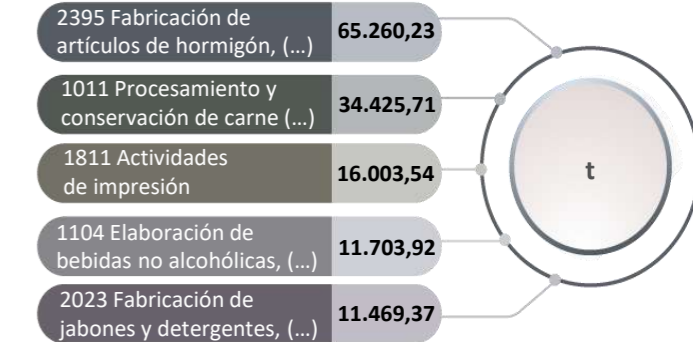 2395 Fabricación de
artículos de hormigón, (...)
65.260,23
1011 Procesamiento y
conservación de carne (...)
34.425,71
1811 Actividades
de impresión
16.003,54
1104 Elaboración de
bebidas no alcohólicas, (...)
11.703,92
2023 Fabricación de
jabones y detergentes, (...)
11.469,37
t